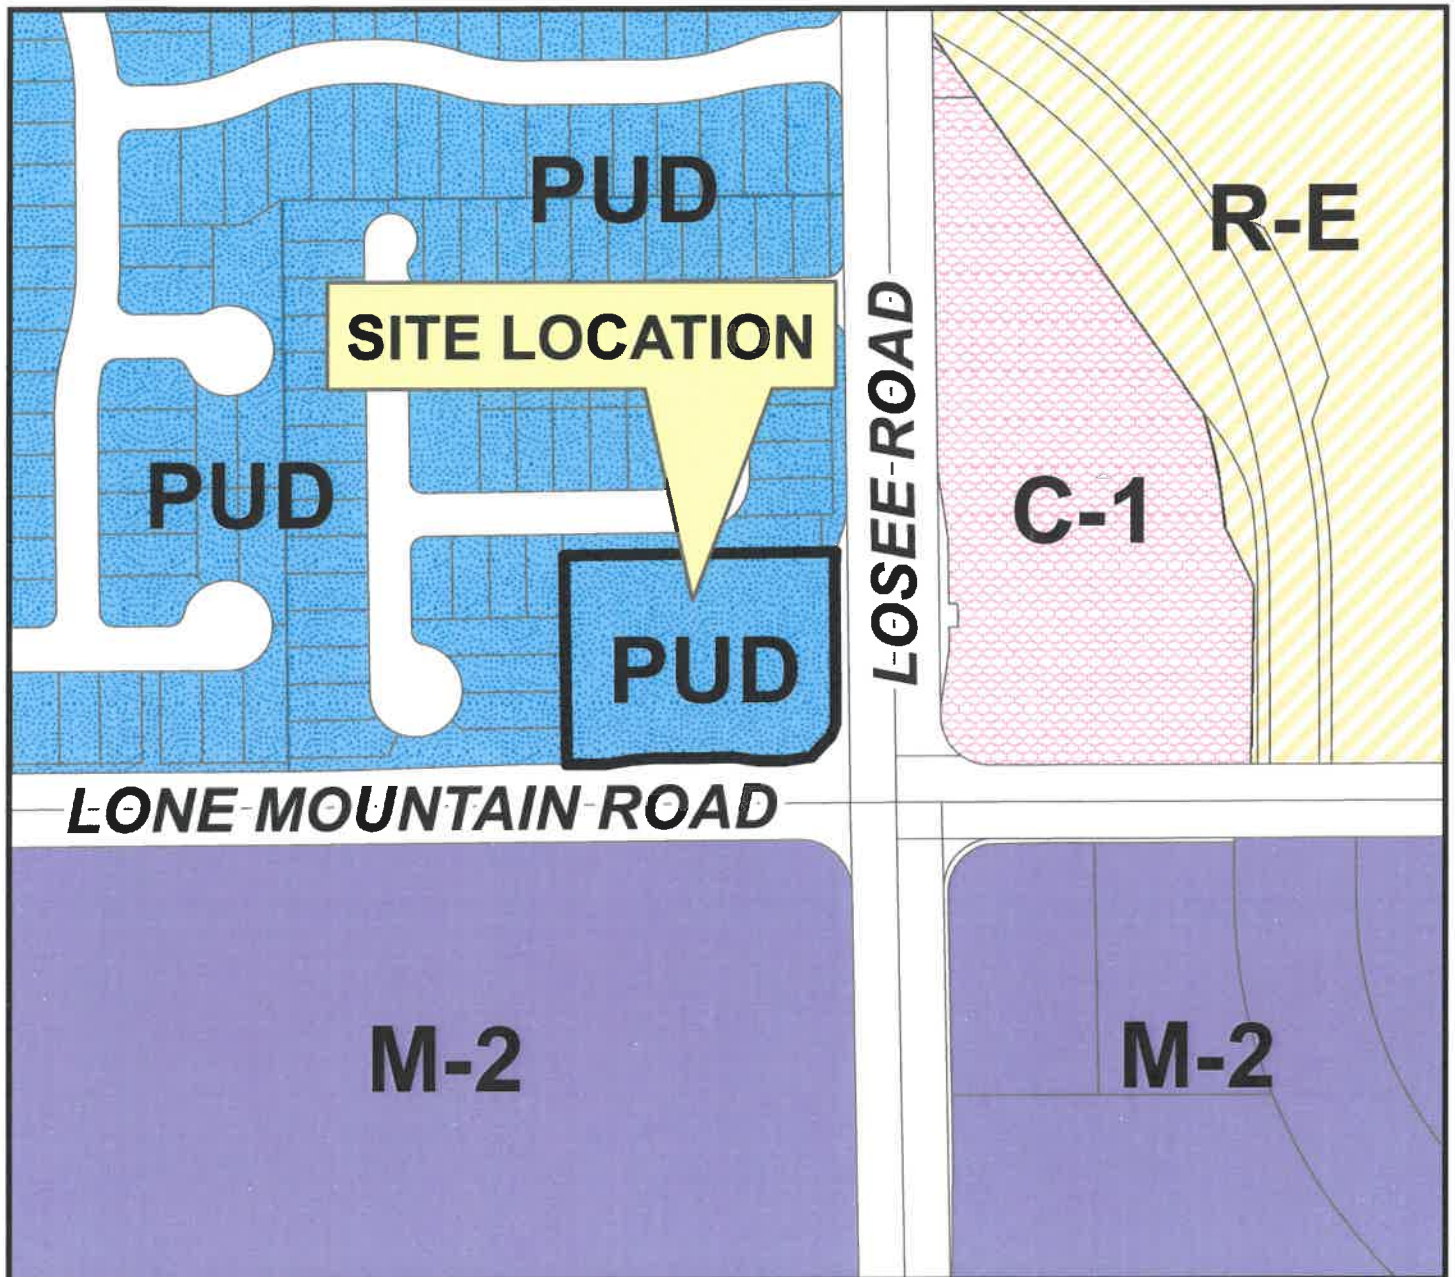 PUD
R-E
SITE LOCATION
LOSEE ROAD
PUD
C-1
PUD
LONE MOUNTAIN ROAD
M-2
M-2